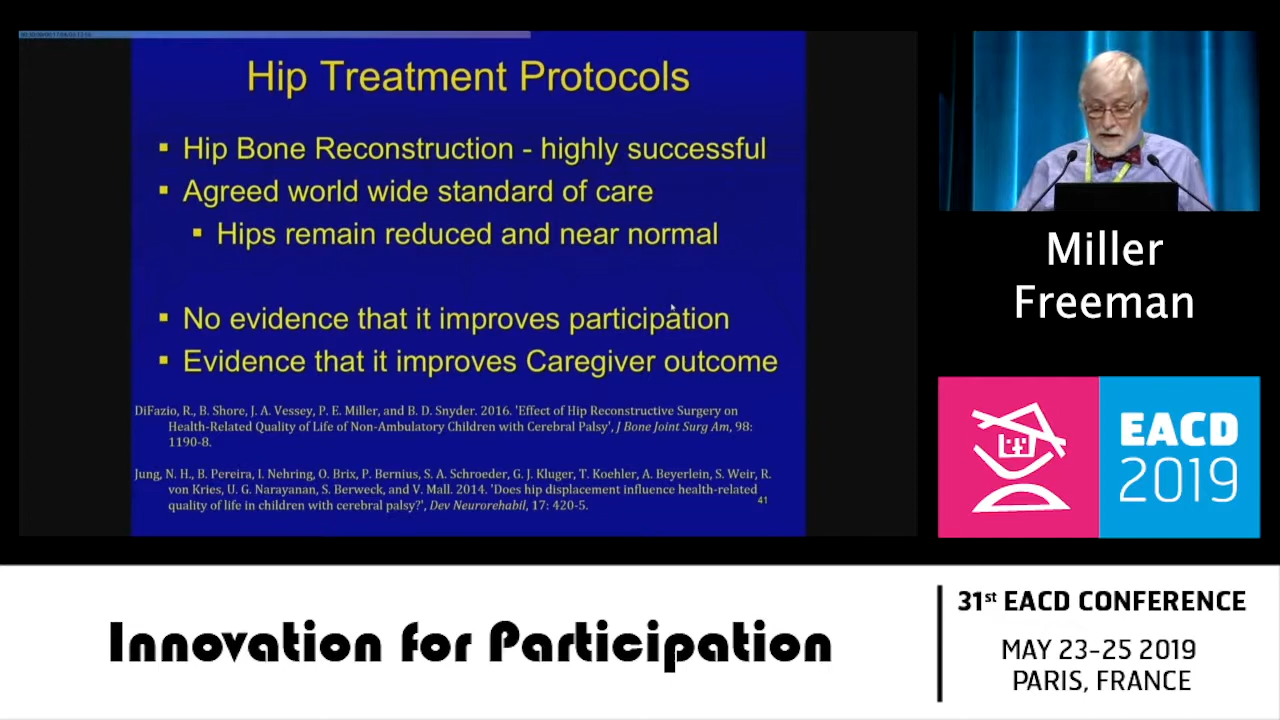 Hip Treatment Protocols
▪ Hip Bone Reconstruction - highly successful
▪ Agreed world wide standard of care
▪ Hips remain reduced and near normal
▪ No evidence that it improves participation
▪ Evidence that it improves Caregiver outcome
DiFazio, R., B. Shore, J. A. Vessey, P. E. Miller, and B. D. Snyder. 2016. 'Effect of Hip Reconstructive Surgery on
Health-Related Quality of Life of Non-Ambulatory Children with Cerebral Palsy', J Bone Joint Surg Am, 98:
1190-8.
Jung, N. H., B. Pereira, I. Nehring, O. Brix, P. Bernius, S. A. Schroeder, G. J. Kluger, T. Koehler, A. Beyerlein, S. Weir, R.
von Kries, U. G. Narayanan, S. Berweck, and V. Mall. 2014. 'Does hip displacement influence health-related
quality of life in children with cerebral palsy?', Dev Neurorehabil, 17: 420-5.
41
Miller
Freeman
EACD
2019
Innovation for Participation
31st EACD CONFERENCE
MAY 23-25 2019
PARIS, FRANCE